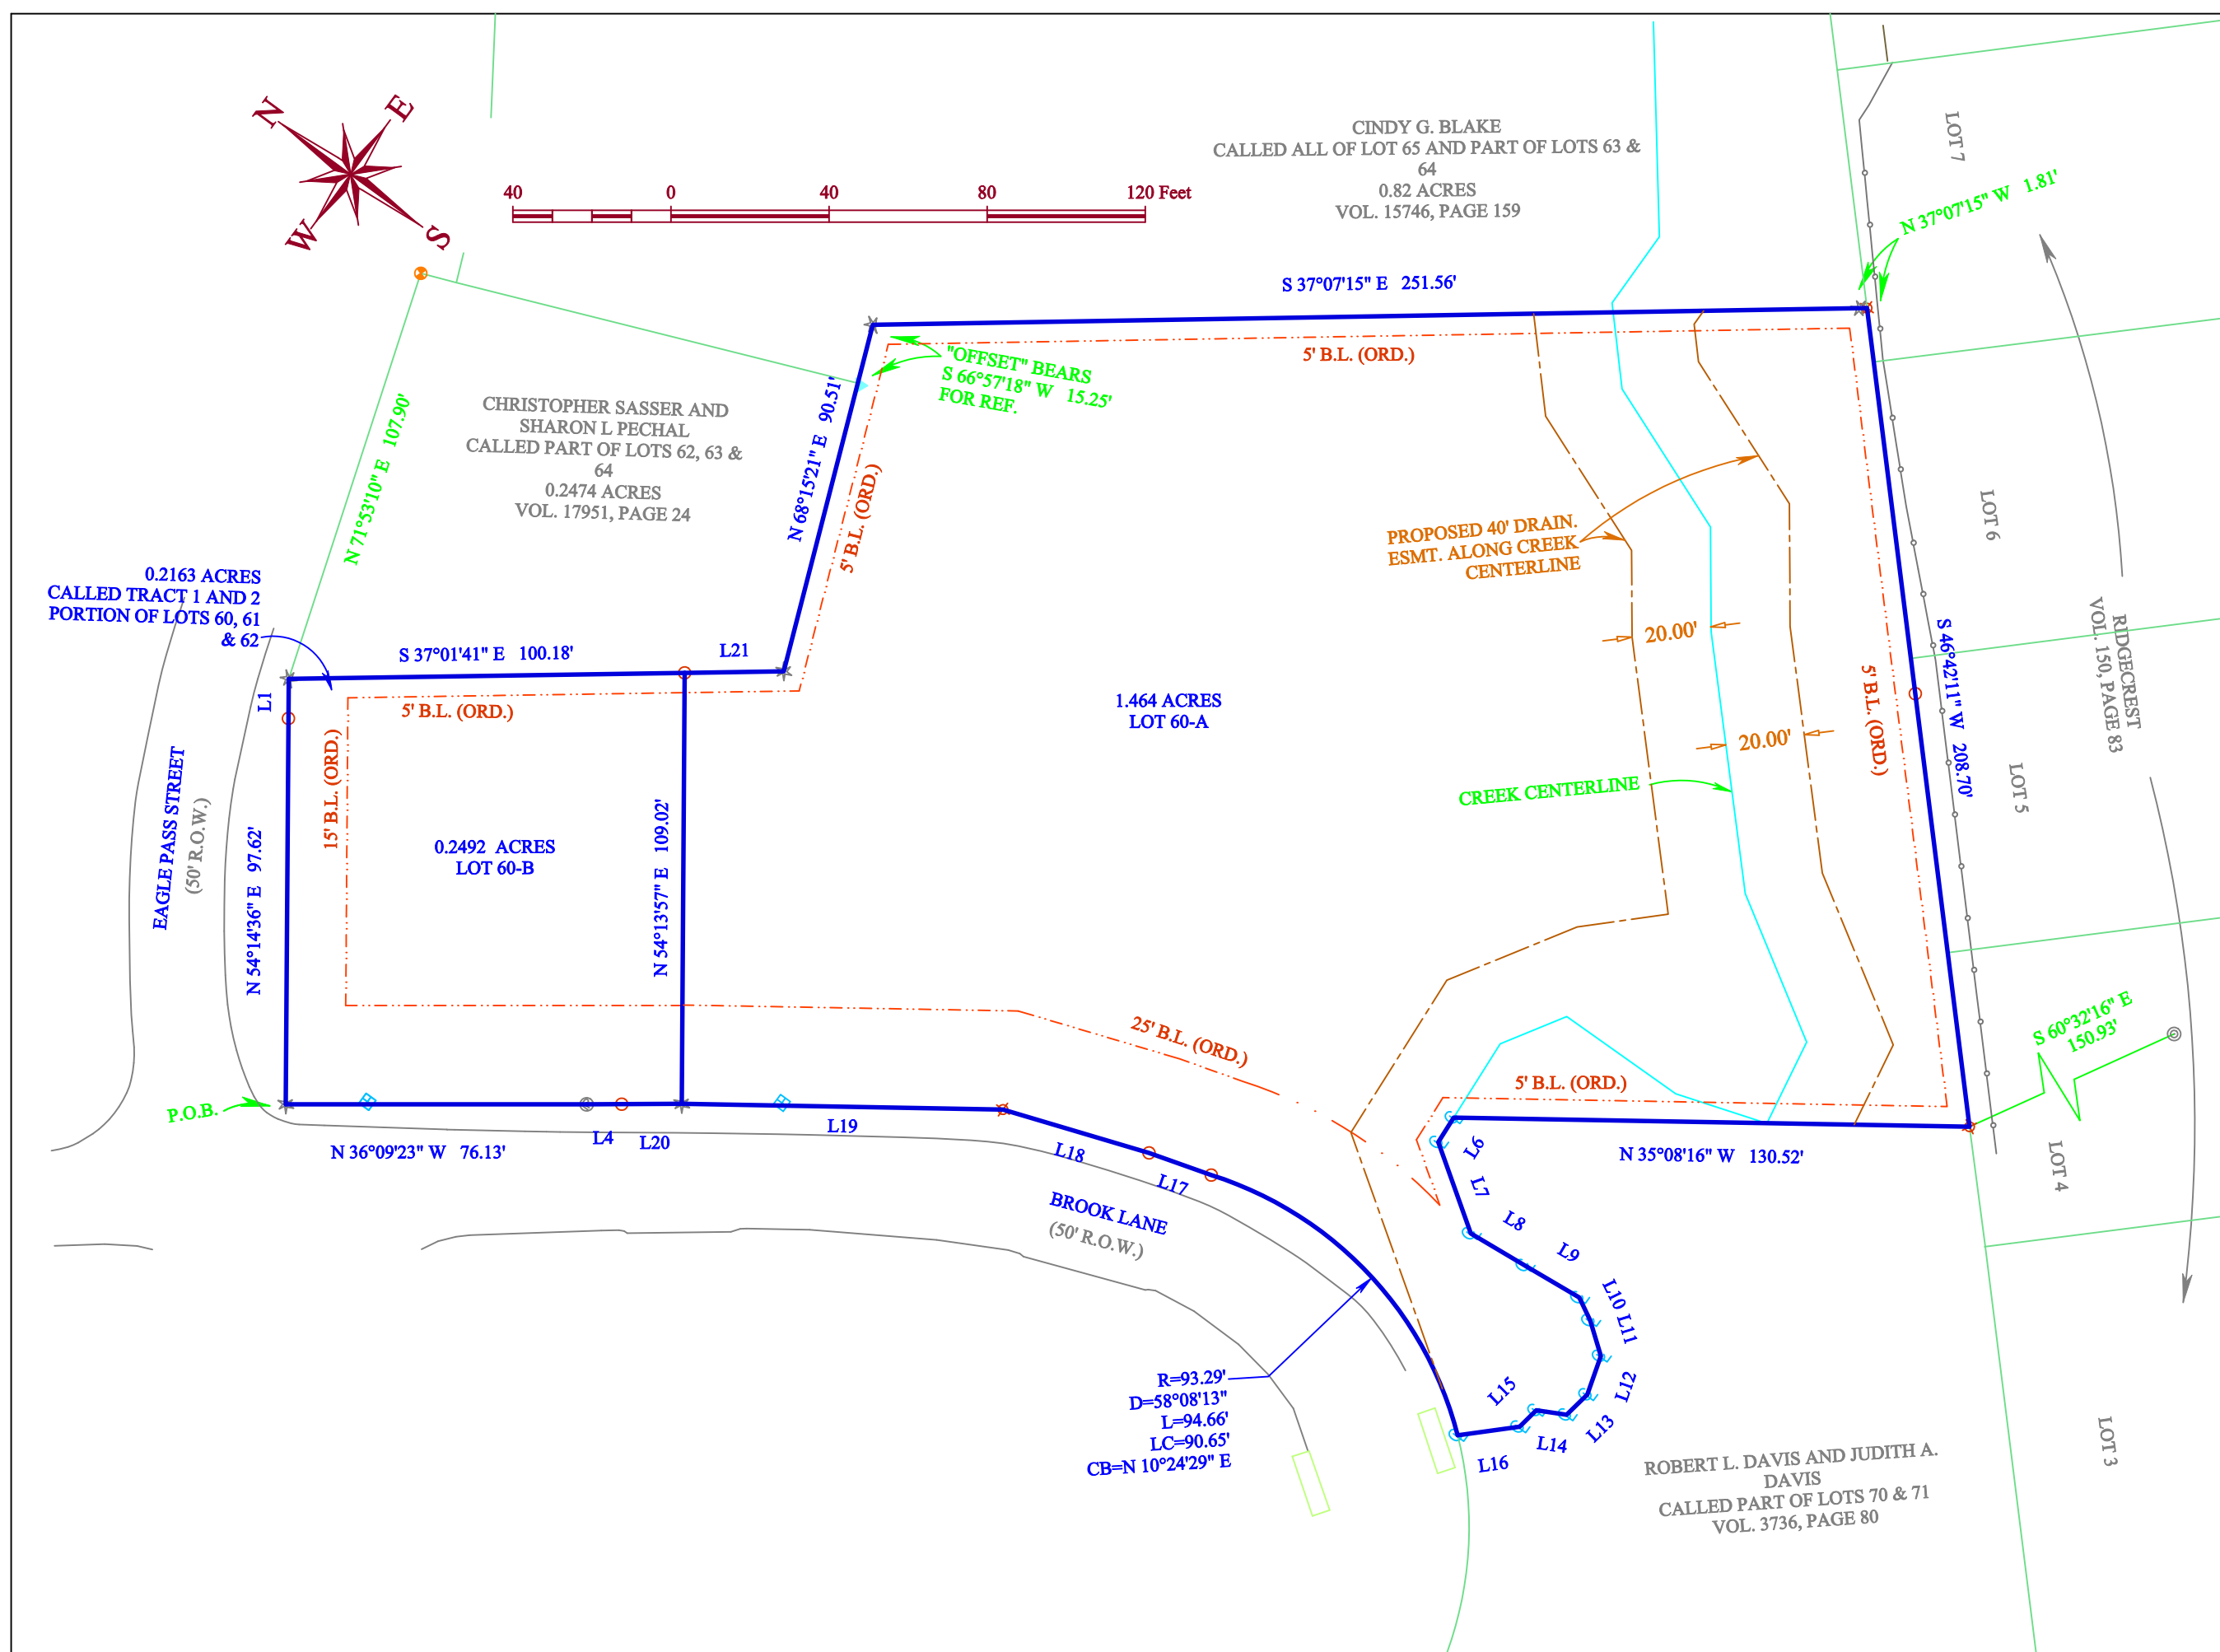 N
E
W
S
40 0 40 80 120 Feet
CINDY G. BLAKE
CALLED ALL OF LOT 65 AND PART OF LOTS 63 &
64
0.82 ACRES
VOL. 15746, PAGE 159
LOT 7
N 37°07'15" W 1.81'
S 37°07'15" E 251.56'
5' B.L. (ORD.)
"OFFSET" BEARS
S 66°57'18" W 15.25'
FOR REF.
N 71°53'10" E 107.90'
CHRISTOPHER SASSER AND
SHARON L PECHAL
CALLED PART OF LOTS 62, 63 &
64
0.2474 ACRES
VOL. 17951, PAGE 24
N 68°15'21" E 90.51'
5' B.L. (ORD.)
PROPOSED 40' DRAIN.
ESMT. ALONG CREEK
CENTERLINE
LOT 6
0.2163 ACRES
CALLED TRACT 1 AND 2
PORTION OF LOTS 60, 61
& 62
S 37°01'41" E 100.18'
L21
L1
5' B.L. (ORD.)
20.00'
S 46°42'11" W 208.70'
RIDGECREST
VOL. 150, PAGE 83
1.464 ACRES
LOT 60-A
5' B.L. (ORD.)
20.00'
EAGLE PASS STREET
(50' R.O.W.)
15' B.L. (ORD.)
CREEK CENTERLINE
LOT 5
N 54°14'36" E 97.62'
0.2492 ACRES
LOT 60-B
N 54°13'57" E 109.02'
25' B.L. (ORD.)
S 60°32'16" E
150.93'
5' B.L. (ORD.)
P.O.B.
N 36°09'23" W 76.13'
L4
L20
L19
L18
L17
L6
N 35°08'16" W 130.52'
LOT 4
L7
BROOK LANE
(50' R.O.W.)
L8
L9
L10
L11
L12
L13
L14
L15
L16
R=93.29'
D=58°08'13"
L=94.66'
LC=90.65'
CB=N 10°24'29" E
ROBERT L. DAVIS AND JUDITH A.
DAVIS
CALLED PART OF LOTS 70 & 71
VOL. 3736, PAGE 80
LOT 3